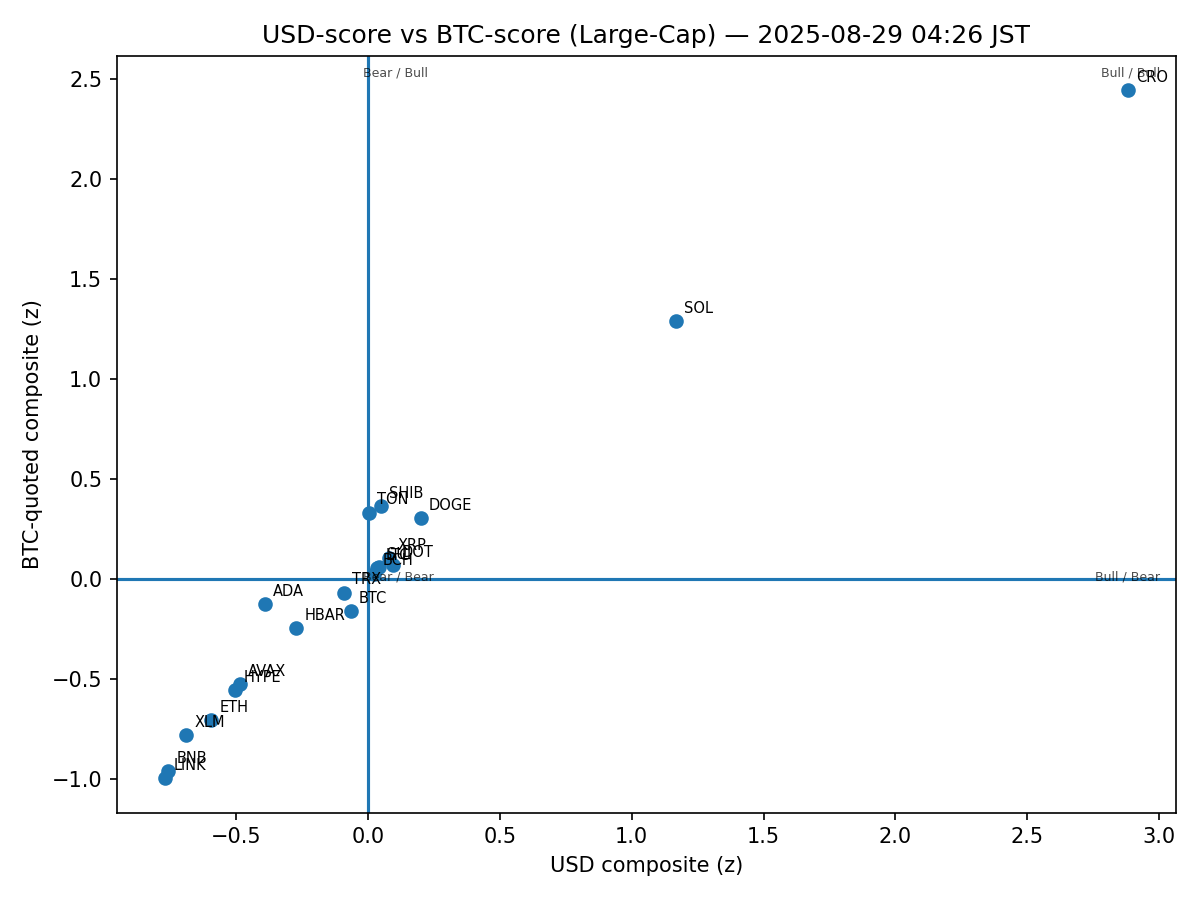 USD-score vs BTC-score (Large-Cap) — 2025-08-29 04:26 JST
Bear / Bull
Bull / Bull
CRO
SOL
SHIB
TON
DOGE
XRP
DOT
BCH
Bear / Bear
Bull / Bear
TRX
ADA
BTC
HBAR
AVAX
HYPE
ETH
XLM
BNB
LINK
2.5
2.0
1.5
1.0
0.5
0.0
−0.5
−1.0
BTC-quoted composite (z)
−0.5
0.0
0.5
1.0
1.5
2.0
2.5
3.0
USD composite (z)